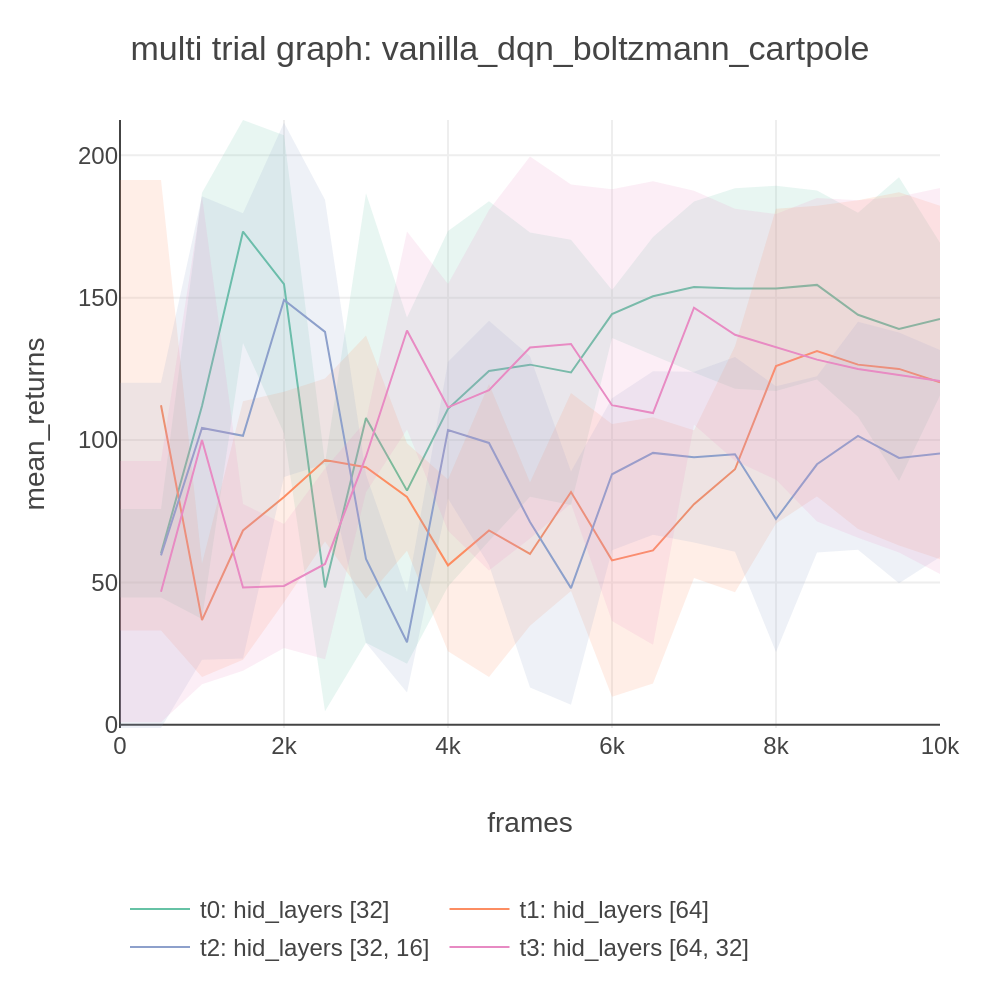 multi trial graph: vanilla_dqn_boltzmann_cartpole
mean_returns
200
150
100
50
0
0 2k 4k 6k 8k 10k
frames
t0: hid_layers [32] t1: hid_layers [64]
t2: hid_layers [32, 16] t3: hid_layers [64, 32]